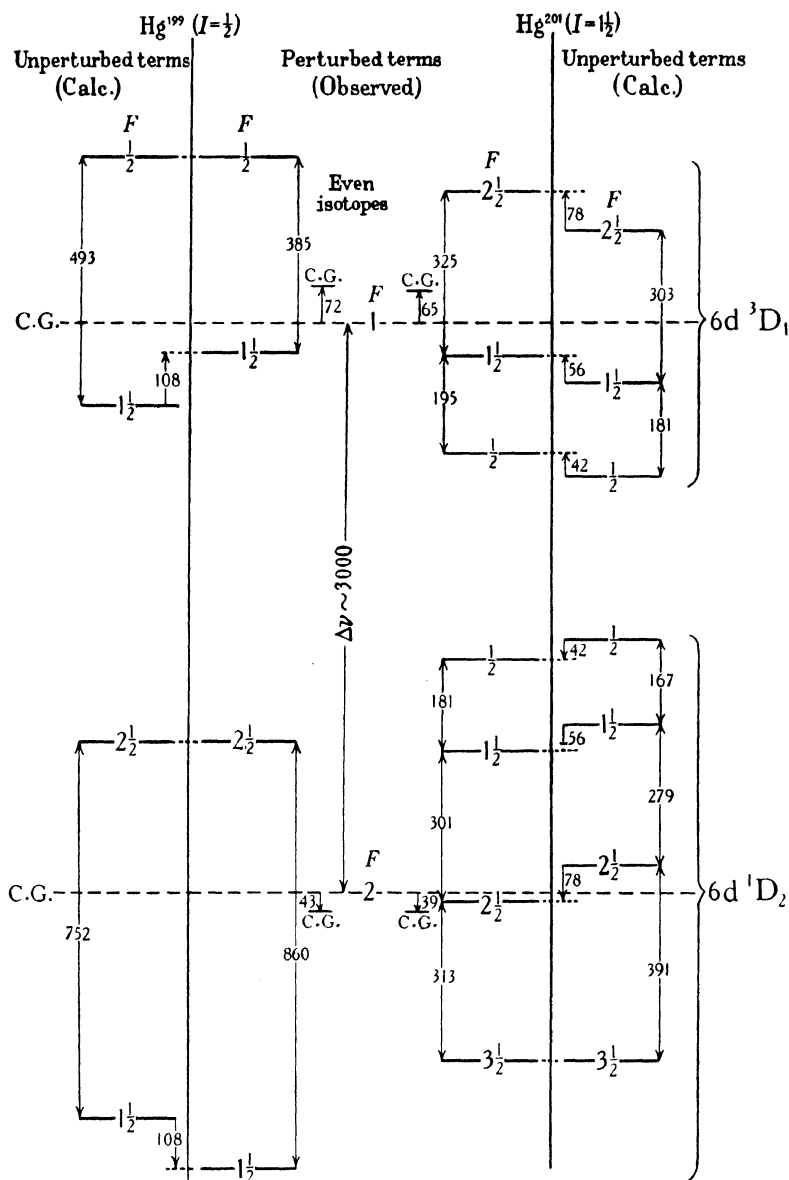 Hg¹⁹⁹ (I=½)
Hg²⁰¹ (I=1½)
Unperturbed terms
(Calc.)
Perturbed terms
(Observed)
Unperturbed terms
(Calc.)
F
F
½
½
Even
isotopes
F
2½
78
F
2½
493
385
325
303
C.G.
72
C.G.
65
F
C.G.
1
6d ³D₁
1½
108
1½
1½
56
1½
195
181
½
42
½
Δν ~ 3000
½
42
½
181
167
2½
2½
1½
56
1½
301
279
F
2½
78
C.G.
2
6d ¹D₂
43
C.G.
39
C.G.
2½
752
860
313
391
3½
3½
1½
108
1½